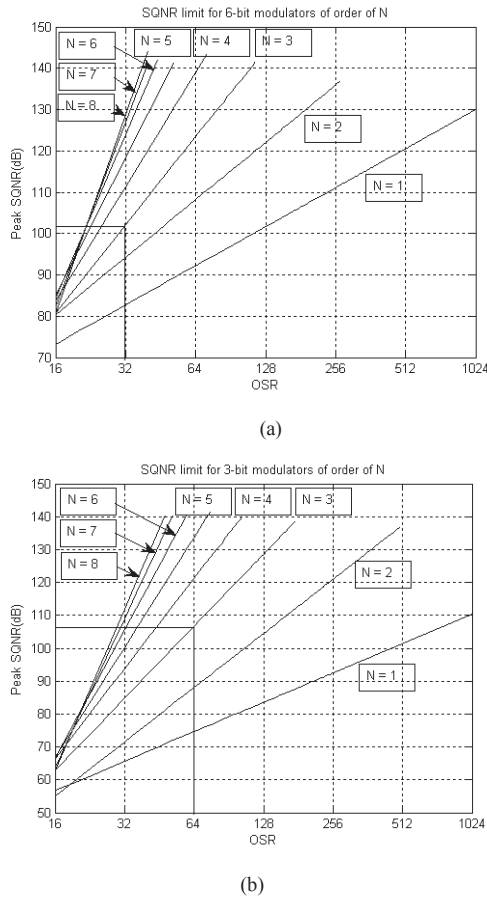 SQNR limit for 6-bit modulators of order of N
Peak SQNR(dB)
150
140
130
120
110
100
90
80
70
N = 6
N = 5
N = 4
N = 3
N = 7
N = 8
N = 2
N = 1
16
32
64
128
256
512
1024
OSR
(a)
SQNR limit for 3-bit modulators of order of N
Peak SQNR(dB)
150
140
130
120
110
100
90
80
70
60
50
N = 6
N = 5
N = 4
N = 3
N = 7
N = 8
N = 2
N = 1
16
32
64
128
256
512
1024
OSR
(b)